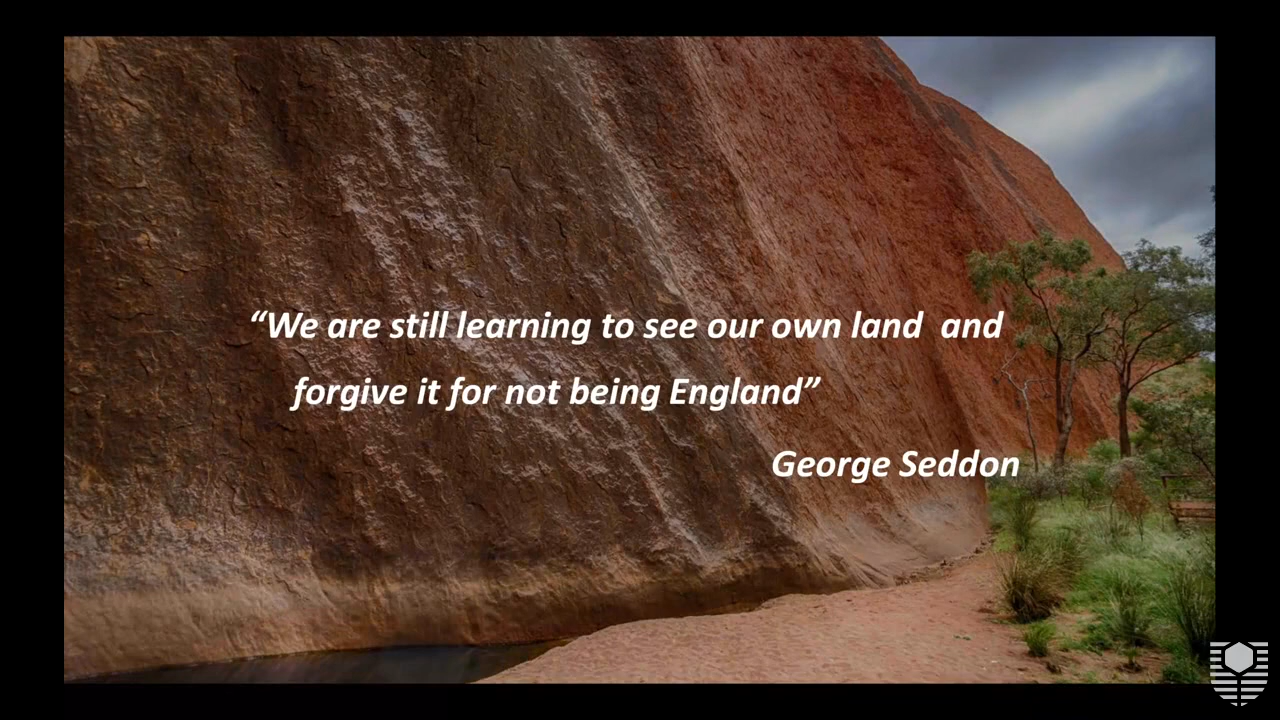 “We are still learning to see our own land  and
forgive it for not being England”
George Seddon